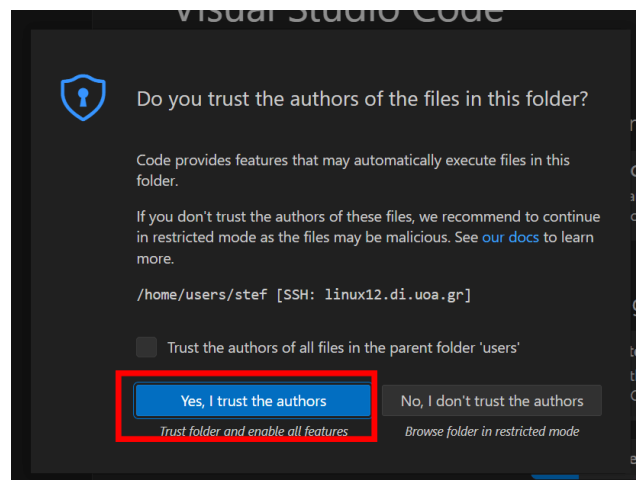 Visual Studio Code
Do you trust the authors of the files in this folder?
Code provides features that may automatically execute files in this
folder.
If you don't trust the authors of these files, we recommend to continue
in restricted mode as the files may be malicious. See our docs to learn
more.
/home/users/stef [SSH: linux12.di.uoa.gr]
Trust the authors of all files in the parent folder 'users'
Yes, I trust the authors
No, I don't trust the authors
Trust folder and enable all features
Browse folder in restricted mode